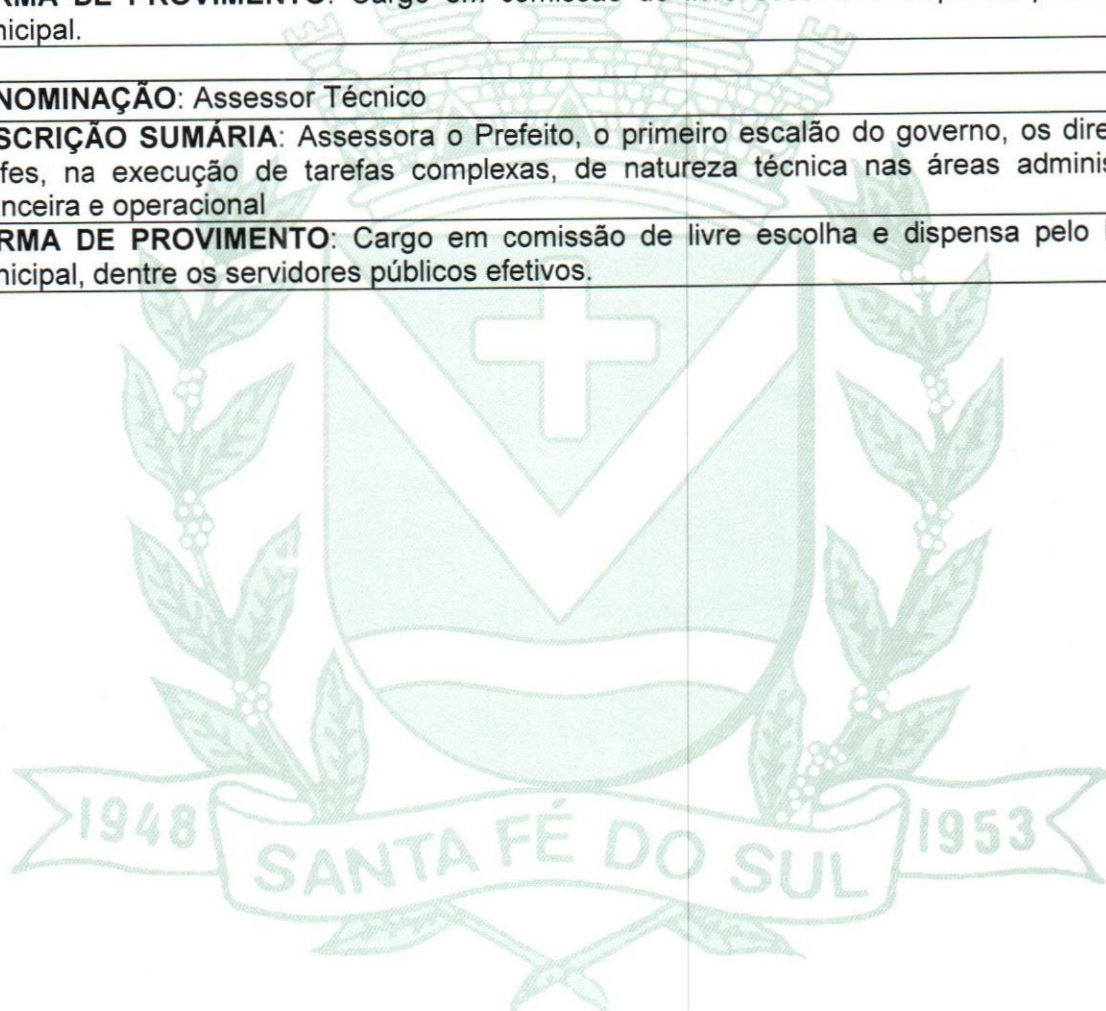 RMA DE PROVIMENTO: Cargo em comissão de livre
nicipal.
NOMINAÇÃO: Assessor Técnico
SCRIÇÃO SUMÁRIA: Assessora o Prefeito, o primeiro escalão do governo, os dire
fes, na execução de tarefas complexas, de natureza técnica nas áreas adminis
nceira e operacional
RMA DE PROVIMENTO: Cargo em comissão de livre escolha e dispensa pelo
nicipal, dentre os servidores públicos efetivos.
1948
SANTA FÉ DO SUL
1953